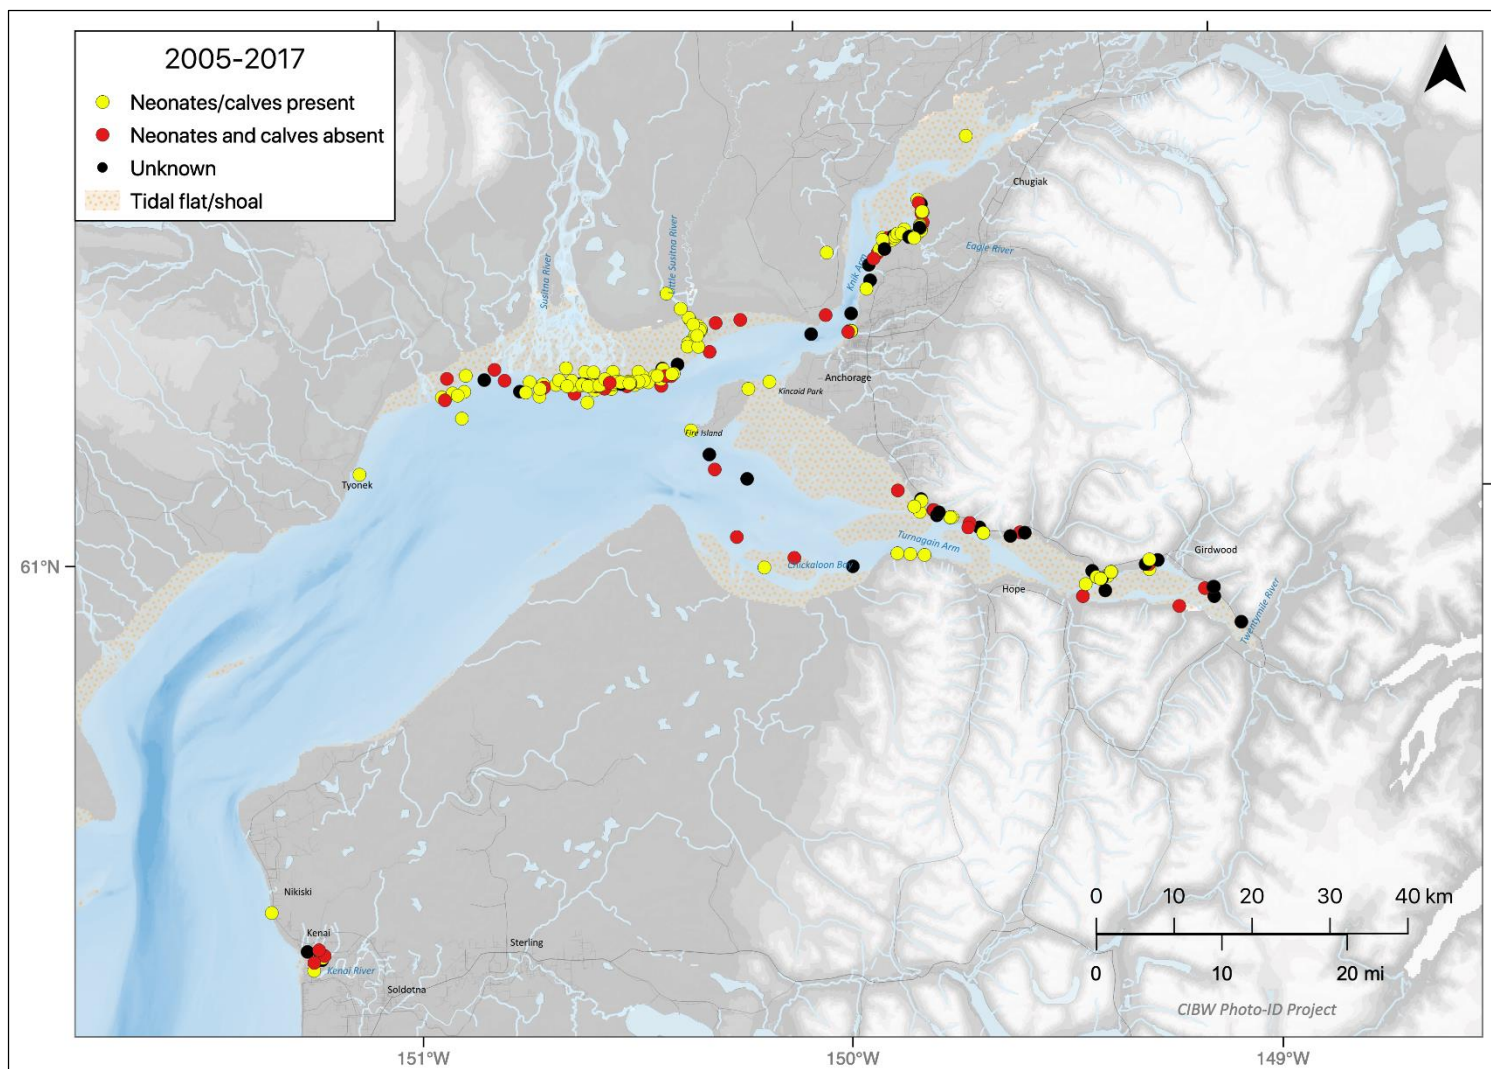 2005-2017
Neonates/calves present
Neonates and calves absent
Unknown
Tidal flat/shoal
Chugiak
Eagle River
Knik Arm
Little Susitna River
Susitna River
Anchorage
Kincaid Park
Fire Island
Tyonek
Turnagain Arm
Girdwood
Chickaloon Bay
61°N
Hope
Twentymile River
Nikiski
0 10 20 30 40 km
Kenai
Sterling
Kenai River
0 10 20 mi
Soldotna
CIBW Photo-ID Project
151°W
150°W
149°W